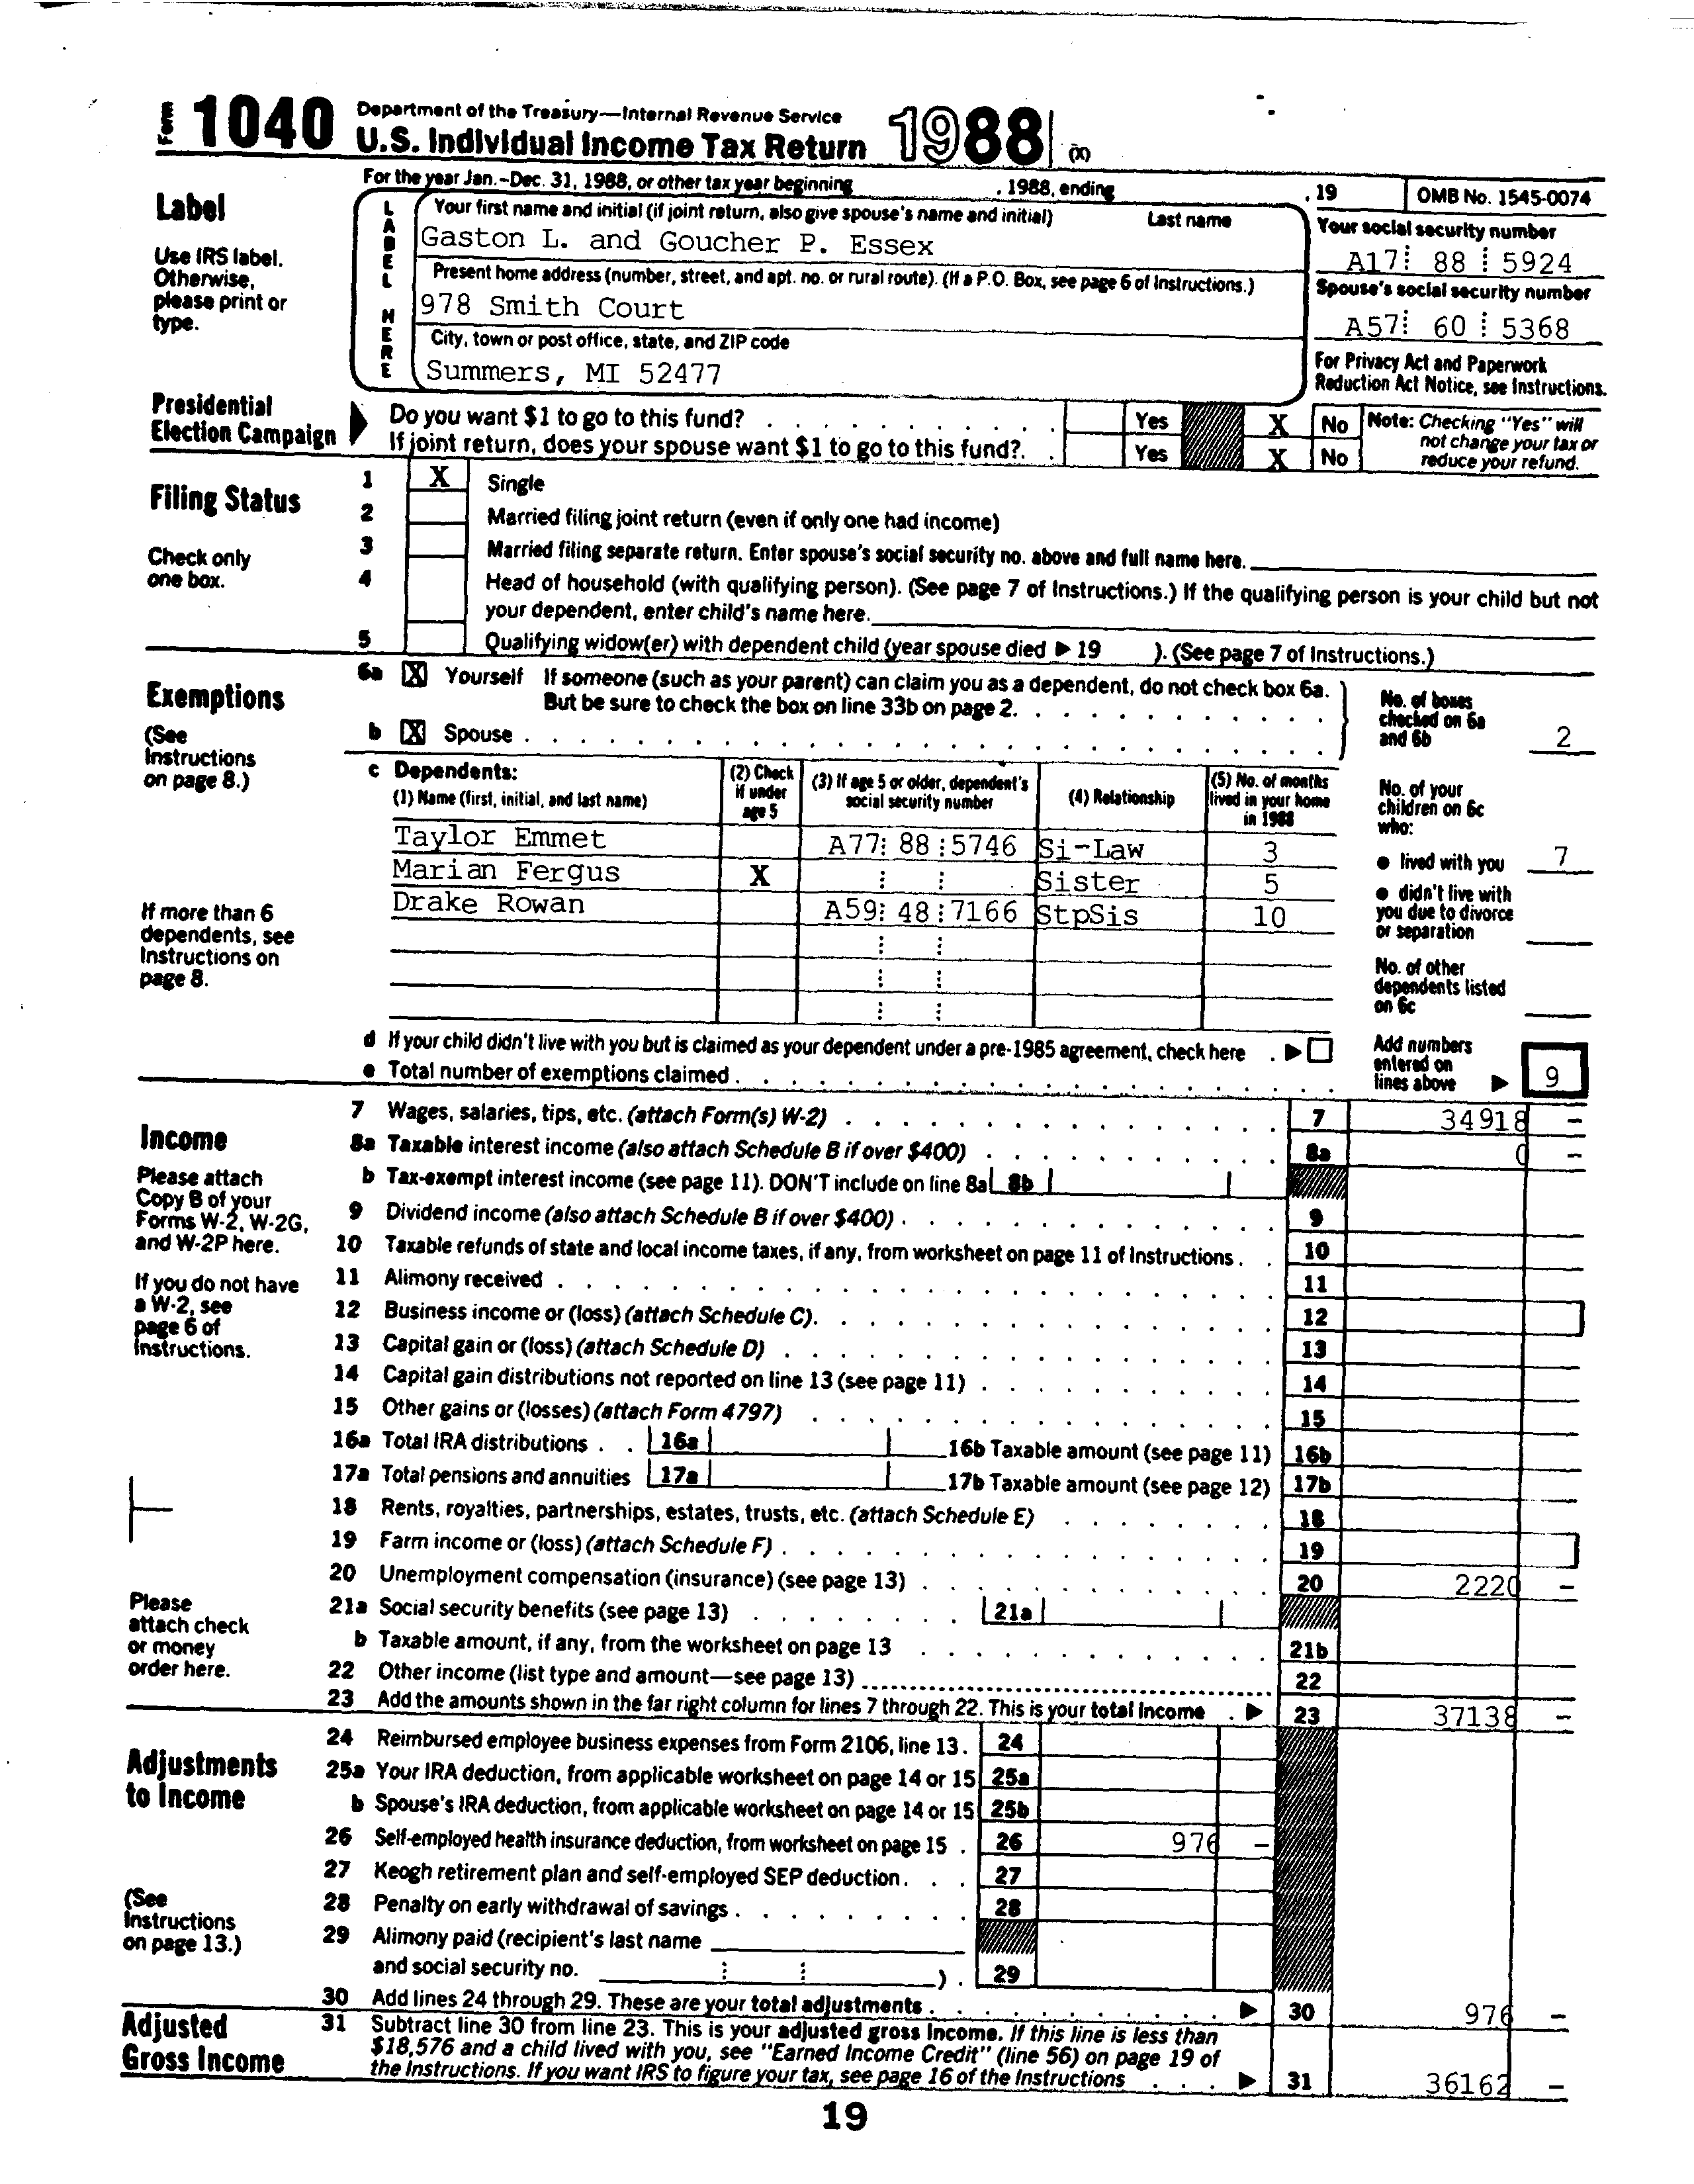 Form 1040 Department of the Treasury—Internal Revenue Service
U.S. Individual Income Tax Return 1988 (X)
For the year Jan.-Dec. 31, 1988, or other tax year beginning , 1988, ending , 19 OMB No. 1545-0074
Label
Use IRS label.
Otherwise,
please print or
type.
LABEL HERE
Your first name and initial (if joint return, also give spouse's name and initial) Last name
Gaston L. and Goucher P. Essex
Present home address (number, street, and apt. no. or rural route). (If a P.O. Box, see page 6 of Instructions.)
978 Smith Court
City, town or post office, state, and ZIP code
Summers, MI 52477
Your social security number
A17 88 5924
Spouse's social security number
A57 60 5368
For Privacy Act and Paperwork
Reduction Act Notice, see Instructions.
Presidential
Election Campaign
Do you want $1 to go to this fund? Yes X No
If joint return, does your spouse want $1 to go to this fund? Yes X No
Note: Checking "Yes" will
not change your tax or
reduce your refund.
Filing Status
Check only
one box.
1 X Single
2 Married filing joint return (even if only one had income)
3 Married filing separate return. Enter spouse's social security no. above and full name here.
4 Head of household (with qualifying person). (See page 7 of Instructions.) If the qualifying person is your child but not
your dependent, enter child's name here.
5 Qualifying widow(er) with dependent child (year spouse died ▶ 19 ). (See page 7 of Instructions.)
Exemptions
(See
Instructions
on page 8.)
6a X Yourself If someone (such as your parent) can claim you as a dependent, do not check box 6a.
But be sure to check the box on line 33b on page 2.
b X Spouse
No. of boxes
checked on 6a
and 6b 2
c Dependents:
(1) Name (first, initial, and last name)
(2) Check
if under
age 5
(3) If age 5 or older, dependent's
social security number
(4) Relationship
(5) No. of months
lived in your home
in 1988
Taylor Emmet A77 88 5746 Si-Law 3
Marian Fergus X Sister 5
Drake Rowan A59 48 7166 StpSis 10
If more than 6
dependents, see
Instructions on
page 8.
No. of your
children on 6c
who:
● lived with you 7
● didn't live with
you due to divorce
or separation
No. of other
dependents listed
on 6c
d If your child didn't live with you but is claimed as your dependent under a pre-1985 agreement, check here ▶
e Total number of exemptions claimed
Add numbers
entered on
lines above ▶ 9
Income
Please attach
Copy B of your
Forms W-2, W-2G,
and W-2P here.
If you do not have
a W-2, see
page 6 of
Instructions.
Please
attach check
or money
order here.
7 Wages, salaries, tips, etc. (attach Form(s) W-2) 7 34918 -
8a Taxable interest income (also attach Schedule B if over $400) 8a 0 -
b Tax-exempt interest income (see page 11). DON'T include on line 8a 8b
9 Dividend income (also attach Schedule B if over $400) 9
10 Taxable refunds of state and local income taxes, if any, from worksheet on page 11 of Instructions 10
11 Alimony received 11
12 Business income or (loss) (attach Schedule C) 12
13 Capital gain or (loss) (attach Schedule D) 13
14 Capital gain distributions not reported on line 13 (see page 11) 14
15 Other gains or (losses) (attach Form 4797) 15
16a Total IRA distributions 16a 16b Taxable amount (see page 11) 16b
17a Total pensions and annuities 17a 17b Taxable amount (see page 12) 17b
18 Rents, royalties, partnerships, estates, trusts, etc. (attach Schedule E) 18
19 Farm income or (loss) (attach Schedule F) 19
20 Unemployment compensation (insurance) (see page 13) 20 2220 -
21a Social security benefits (see page 13) 21a
b Taxable amount, if any, from the worksheet on page 13 21b
22 Other income (list type and amount—see page 13) 22
23 Add the amounts shown in the far right column for lines 7 through 22. This is your total income ▶ 23 37138 -
Adjustments
to Income
(See
Instructions
on page 13.)
24 Reimbursed employee business expenses from Form 2106, line 13. 24
25a Your IRA deduction, from applicable worksheet on page 14 or 15 25a
b Spouse's IRA deduction, from applicable worksheet on page 14 or 15 25b
26 Self-employed health insurance deduction, from worksheet on page 15 26 976 -
27 Keogh retirement plan and self-employed SEP deduction 27
28 Penalty on early withdrawal of savings 28
29 Alimony paid (recipient's last name
and social security no. ) 29
30 Add lines 24 through 29. These are your total adjustments ▶ 30 976 -
Adjusted
Gross Income
31 Subtract line 30 from line 23. This is your adjusted gross income. If this line is less than
$18,576 and a child lived with you, see "Earned Income Credit" (line 56) on page 19 of
the Instructions. If you want IRS to figure your tax, see page 16 of the Instructions ▶ 31 36162 -
19